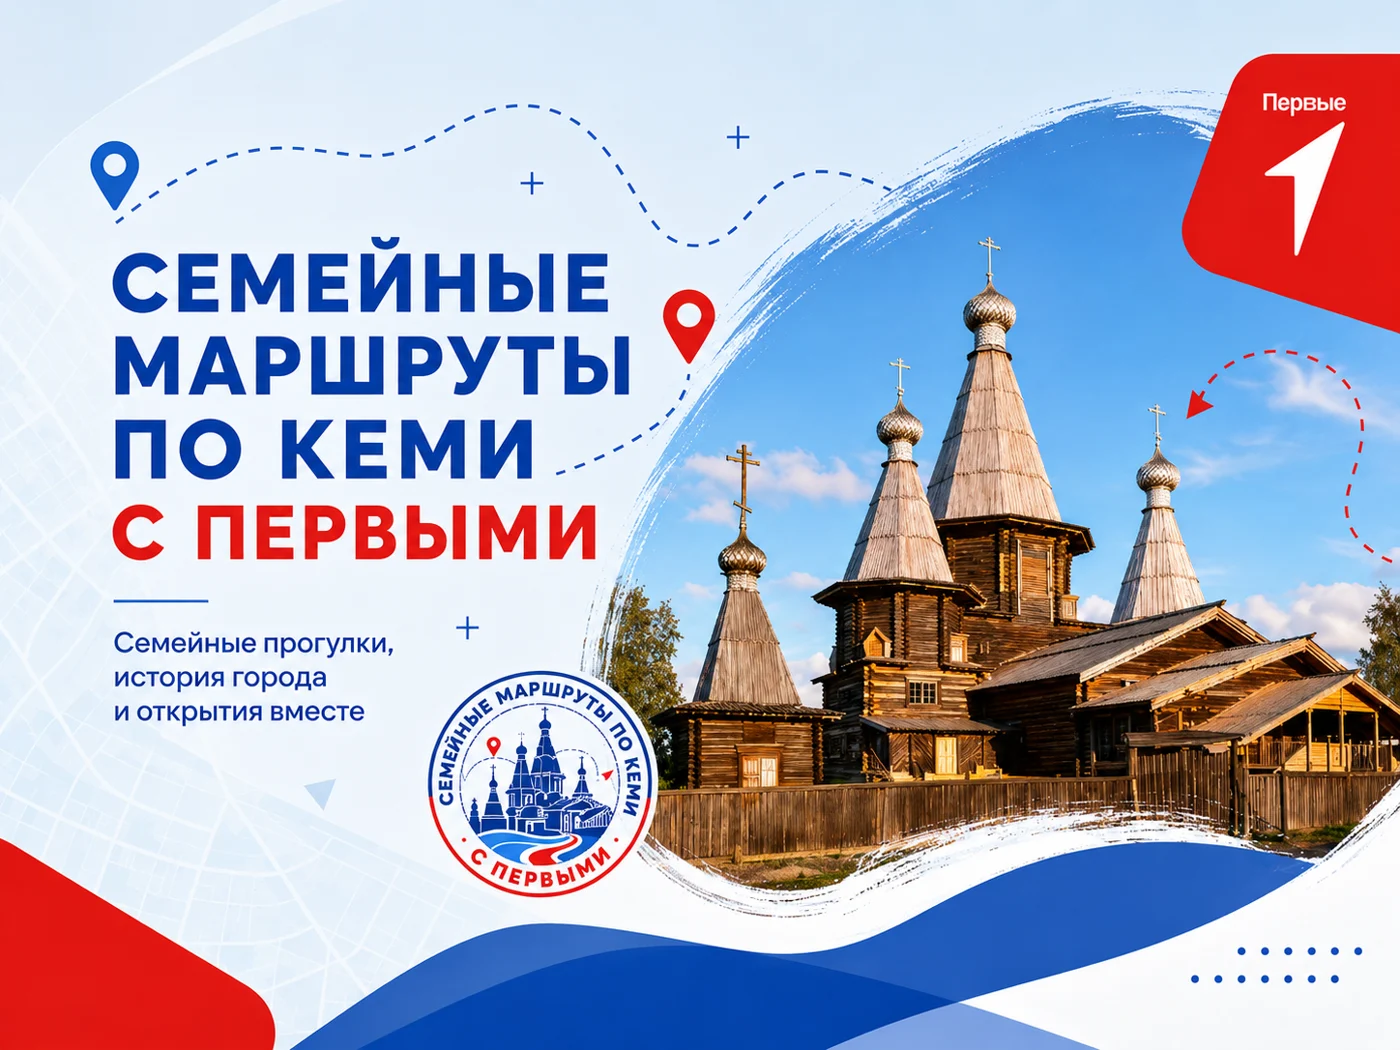 Первые
СЕМЕЙНЫЕ
МАРШРУТЫ
ПО КЕМИ
С ПЕРВЫМИ
Семейные прогулки,
история города
и открытия вместе
СЕМЕЙНЫЕ МАРШРУТЫ ПО КЕМИ
· С ПЕРВЫМИ ·